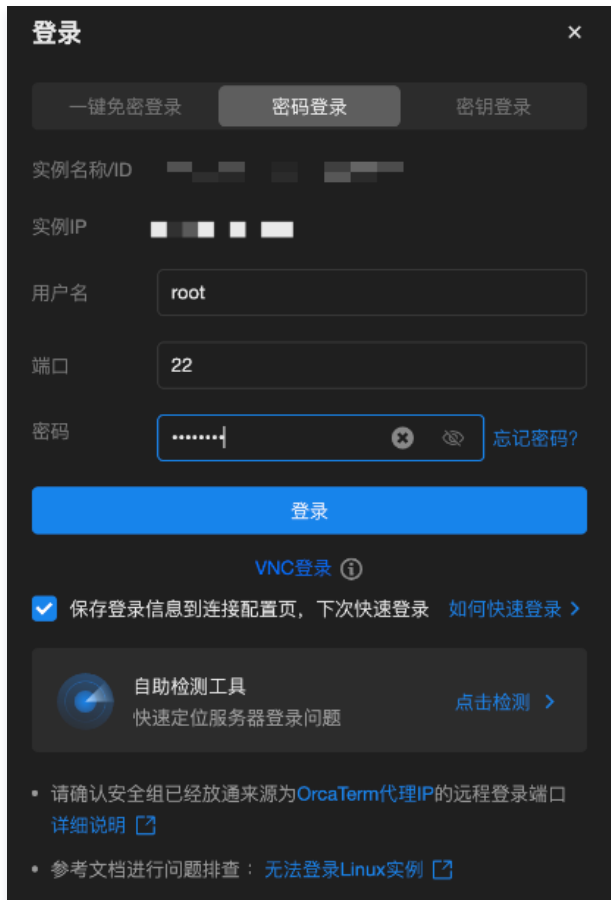 登录
一键免密登录 密码登录 密钥登录
实例名称/ID
实例IP
用户名 root
端口 22
密码 •••••••• 忘记密码?
登录
VNC登录
保存登录信息到连接配置页，下次快速登录 如何快速登录
自助检测工具
快速定位服务器登录问题
点击检测
• 请确认安全组已经放通来源为OrcaTerm代理IP的远程登录端口
详细说明
• 参考文档进行问题排查：无法登录Linux实例